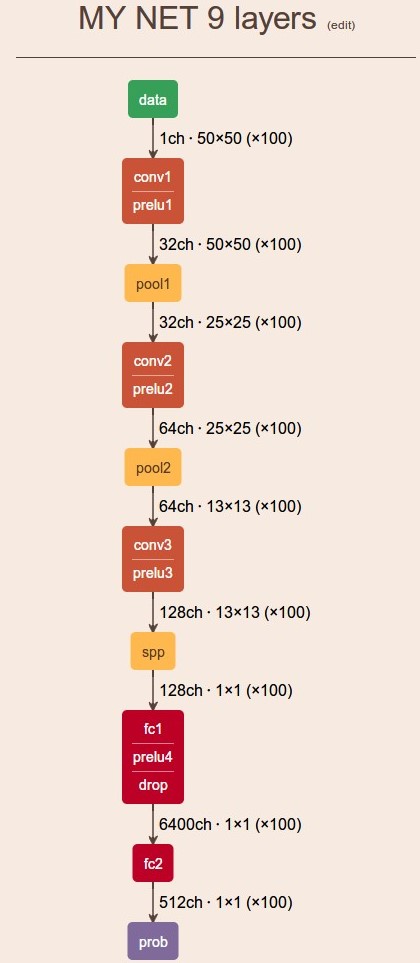 MY NET 9 layers (edit)
data
1ch · 50×50 (×100)
conv1
prelu1
32ch · 50×50 (×100)
pool1
32ch · 25×25 (×100)
conv2
prelu2
64ch · 25×25 (×100)
pool2
64ch · 13×13 (×100)
conv3
prelu3
128ch · 13×13 (×100)
spp
128ch · 1×1 (×100)
fc1
prelu4
drop
6400ch · 1×1 (×100)
fc2
512ch · 1×1 (×100)
prob